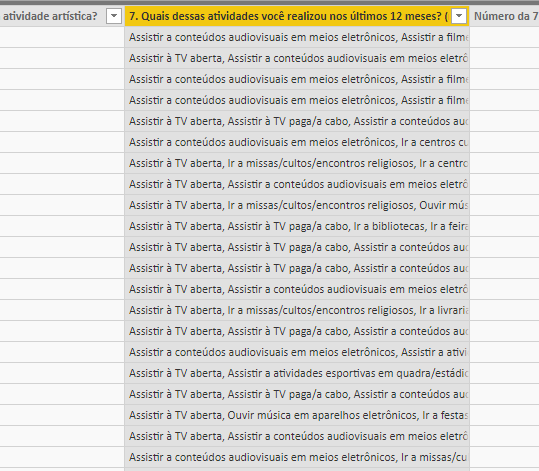 atividade artística?
7. Quais dessas atividades você realizou nos últimos 12 meses? (
Número da 7
Assistir a conteúdos audiovisuais em meios eletrônicos, Assistir a filme
Assistir à TV aberta, Assistir a conteúdos audiovisuais em meios eletrô
Assistir a conteúdos audiovisuais em meios eletrônicos, Assistir a filme
Assistir a conteúdos audiovisuais em meios eletrônicos, Assistir a filme
Assistir à TV aberta, Assistir à TV paga/a cabo, Assistir a conteúdos aud
Assistir a conteúdos audiovisuais em meios eletrônicos, Ir a centros cu
Assistir à TV aberta, Ir a missas/cultos/encontros religiosos, Ir a centro
Assistir à TV aberta, Assistir a conteúdos audiovisuais em meios eletrô
Assistir à TV aberta, Ir a missas/cultos/encontros religiosos, Ouvir mús
Assistir à TV aberta, Assistir à TV paga/a cabo, Ir a bibliotecas, Ir a feira
Assistir à TV aberta, Assistir à TV paga/a cabo, Assistir a conteúdos aud
Assistir à TV aberta, Assistir à TV paga/a cabo, Assistir a conteúdos aud
Assistir à TV aberta, Assistir a conteúdos audiovisuais em meios eletrô
Assistir à TV aberta, Ir a missas/cultos/encontros religiosos, Ir a livraria
Assistir à TV aberta, Assistir à TV paga/a cabo, Assistir a conteúdos aud
Assistir a conteúdos audiovisuais em meios eletrônicos, Assistir a ativi
Assistir à TV aberta, Assistir a atividades esportivas em quadra/estádic
Assistir à TV aberta, Assistir à TV paga/a cabo, Assistir a conteúdos aud
Assistir à TV aberta, Ouvir música em aparelhos eletrônicos, Ir a festas
Assistir à TV aberta, Assistir a conteúdos audiovisuais em meios eletrô
Assistir a conteúdos audiovisuais em meios eletrônicos, Ir a missas/cu